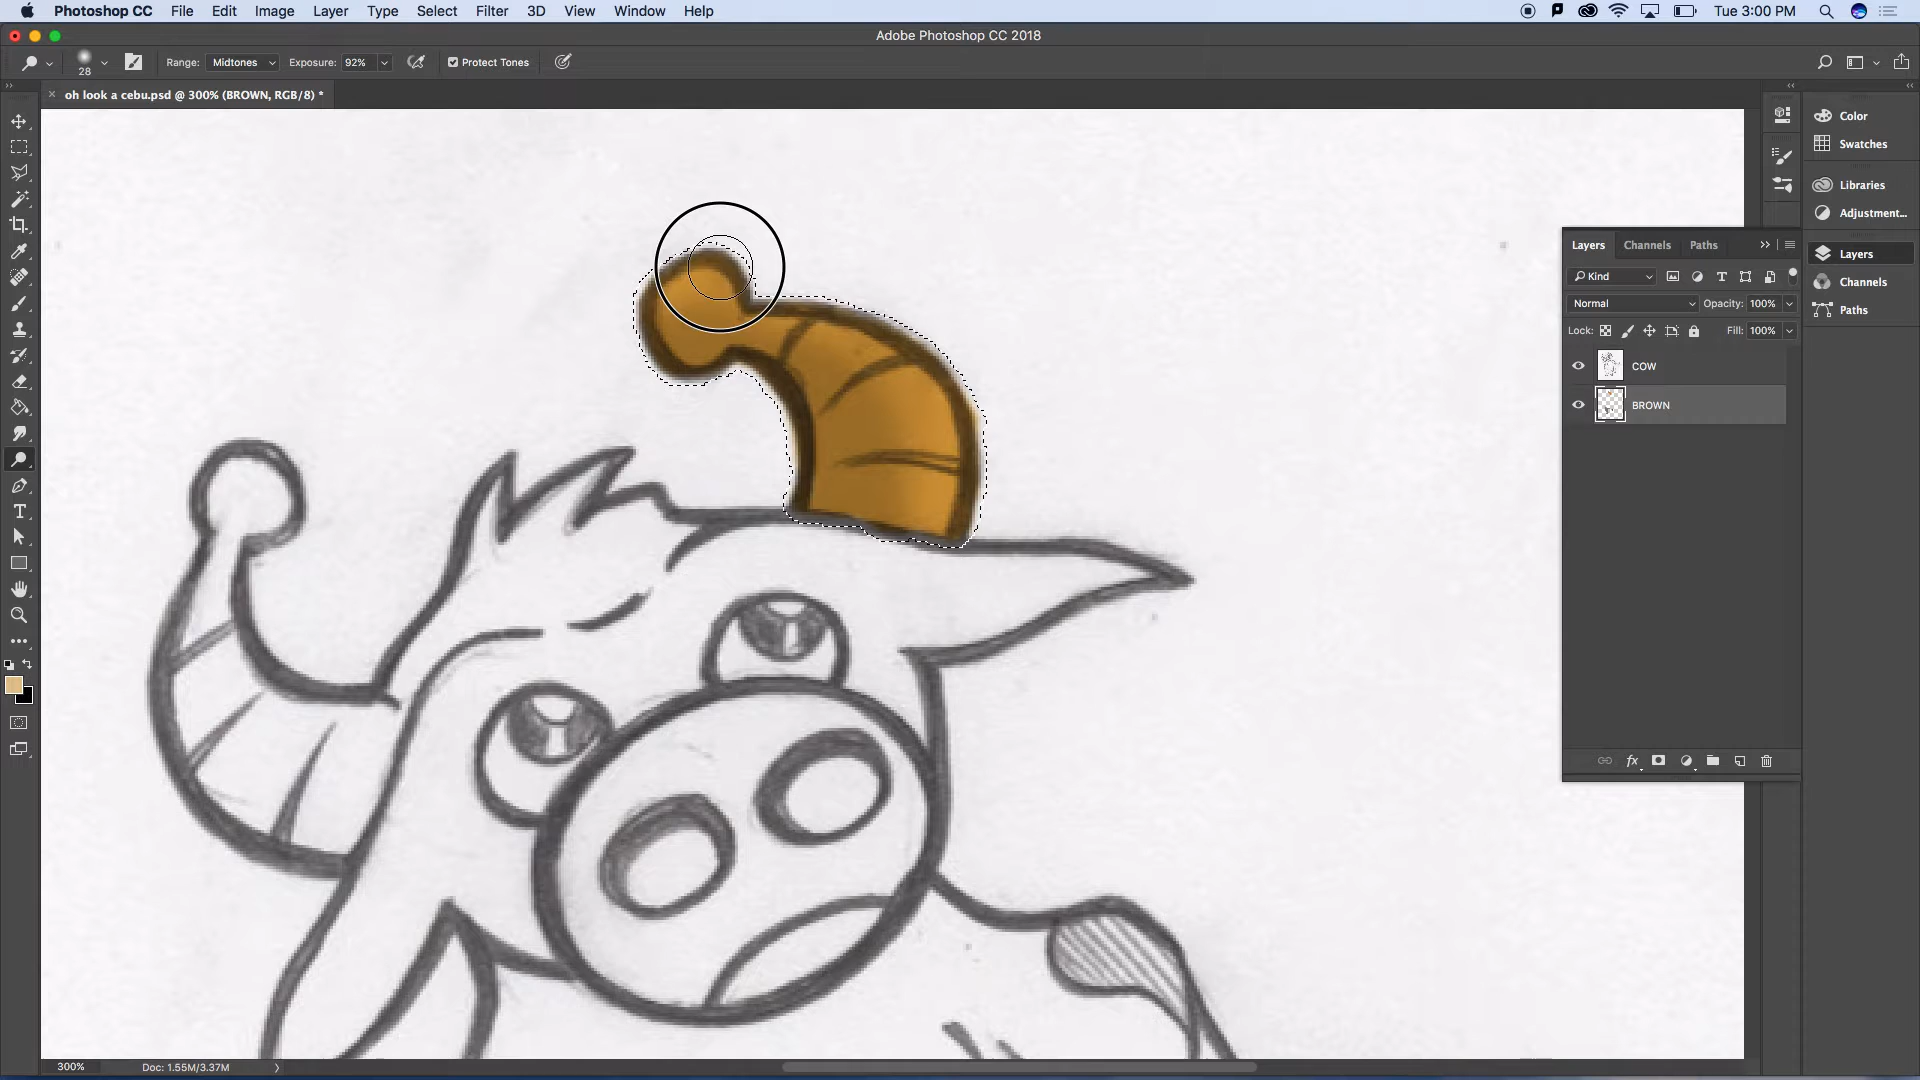 Photoshop CC File Edit Image Layer Type Select Filter 3D View Window Help Tue 3:00 PM
Adobe Photoshop CC 2018
28 Range: Midtones Exposure: 92% Protect Tones
oh look a cebu.psd @ 300% (BROWN, RGB/8) *
Color
Swatches
Libraries
Adjustment...
Layers
Channels
Paths
Layers Channels Paths
Kind
Normal Opacity: 100%
Lock: Fill: 100%
COW
BROWN
fx
300% Doc: 1.55M/3.37M